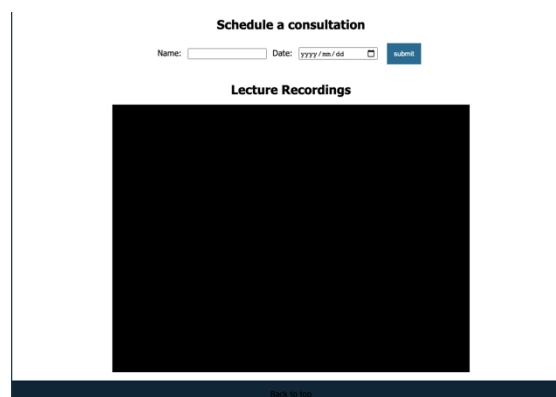 Schedule a consultation
Name: Date: yyyy/mm/dd submit
Lecture Recordings
Back to top